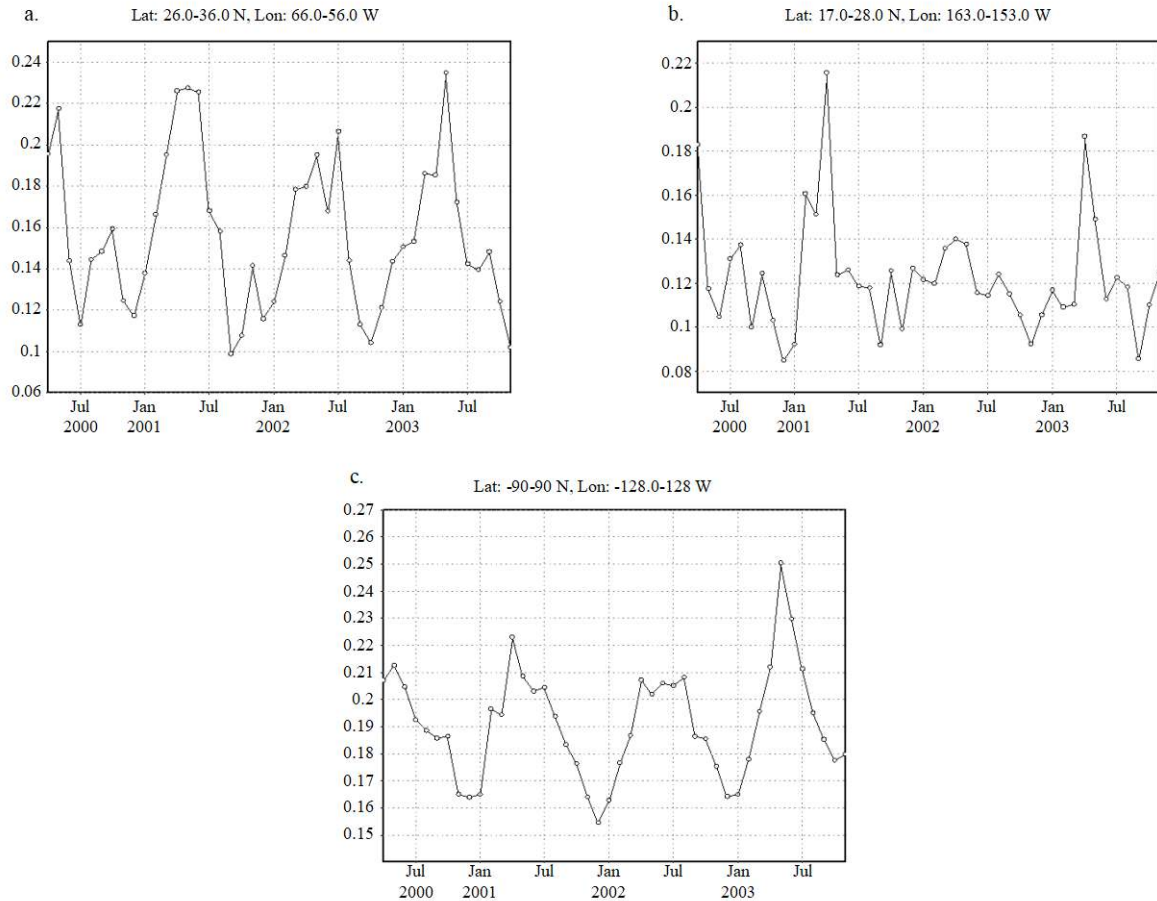 a.
Lat: 26.0-36.0 N, Lon: 66.0-56.0 W
0.24
0.22
0.2
0.18
0.16
0.14
0.12
0.1
0.06
Jul Jan Jul Jan Jul Jan Jul
2000 2001 2002 2003
b.
Lat: 17.0-28.0 N, Lon: 163.0-153.0 W
0.22
0.2
0.18
0.16
0.14
0.12
0.1
0.08
Jul Jan Jul Jan Jul Jan Jul
2000 2001 2002 2003
c.
Lat: -90-90 N, Lon: -128.0-128 W
0.27
0.26
0.25
0.24
0.23
0.22
0.21
0.2
0.19
0.18
0.17
0.16
0.15
Jul Jan Jul Jan Jul Jan Jul
2000 2001 2002 2003